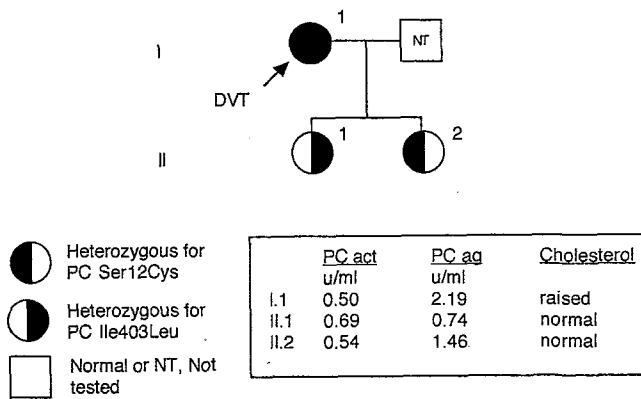 1
I
NT
DVT
1
2
II
Heterozygous for
PC Ser12Cys
Heterozygous for
PC Ile403Leu
Normal or NT, Not
tested
PC act PC ag Cholesterol
u/ml u/ml
I.1 0.50 2.19 raised
II.1 0.69 0.74 normal
II.2 0.54 1.46 normal